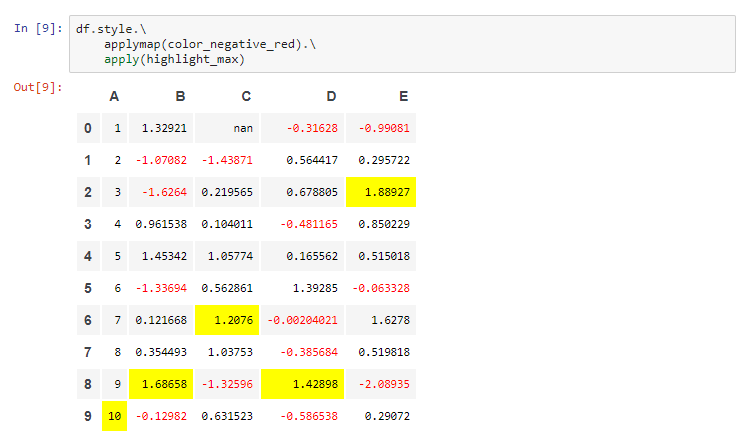 In [9]: df.style.\
applymap(color_negative_red).\
apply(highlight_max)
Out[9]:
A B C D E
0 1 1.32921 nan -0.31628 -0.99081
1 2 -1.07082 -1.43871 0.564417 0.295722
2 3 -1.6264 0.219565 0.678805 1.88927
3 4 0.961538 0.104011 -0.481165 0.850229
4 5 1.45342 1.05774 0.165562 0.515018
5 6 -1.33694 0.562861 1.39285 -0.063328
6 7 0.121668 1.2076 -0.00204021 1.6278
7 8 0.354493 1.03753 -0.385684 0.519818
8 9 1.68658 -1.32596 1.42898 -2.08935
9 10 -0.12982 0.631523 -0.586538 0.29072